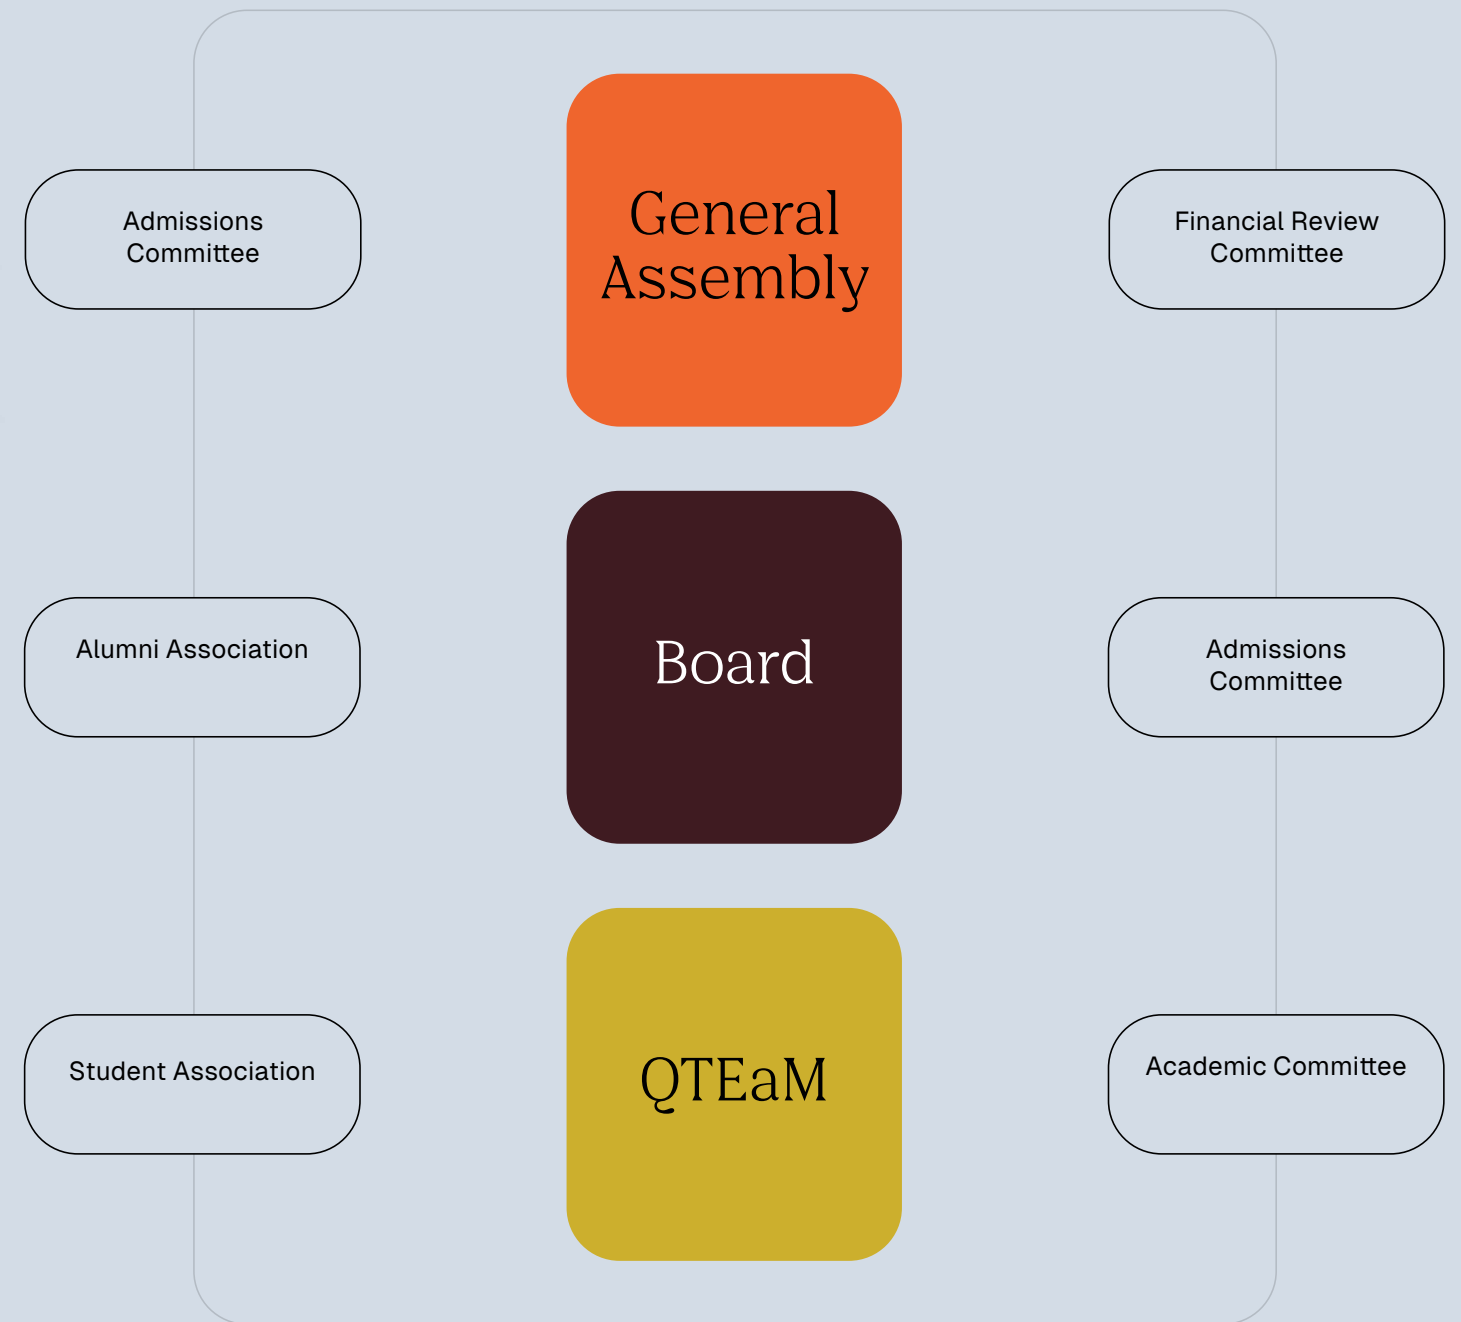 General
Assembly
Admissions
Committee
Financial Review
Committee
Alumni Association
Board
Admissions
Committee
Student Association
QTEaM
Academic Committee